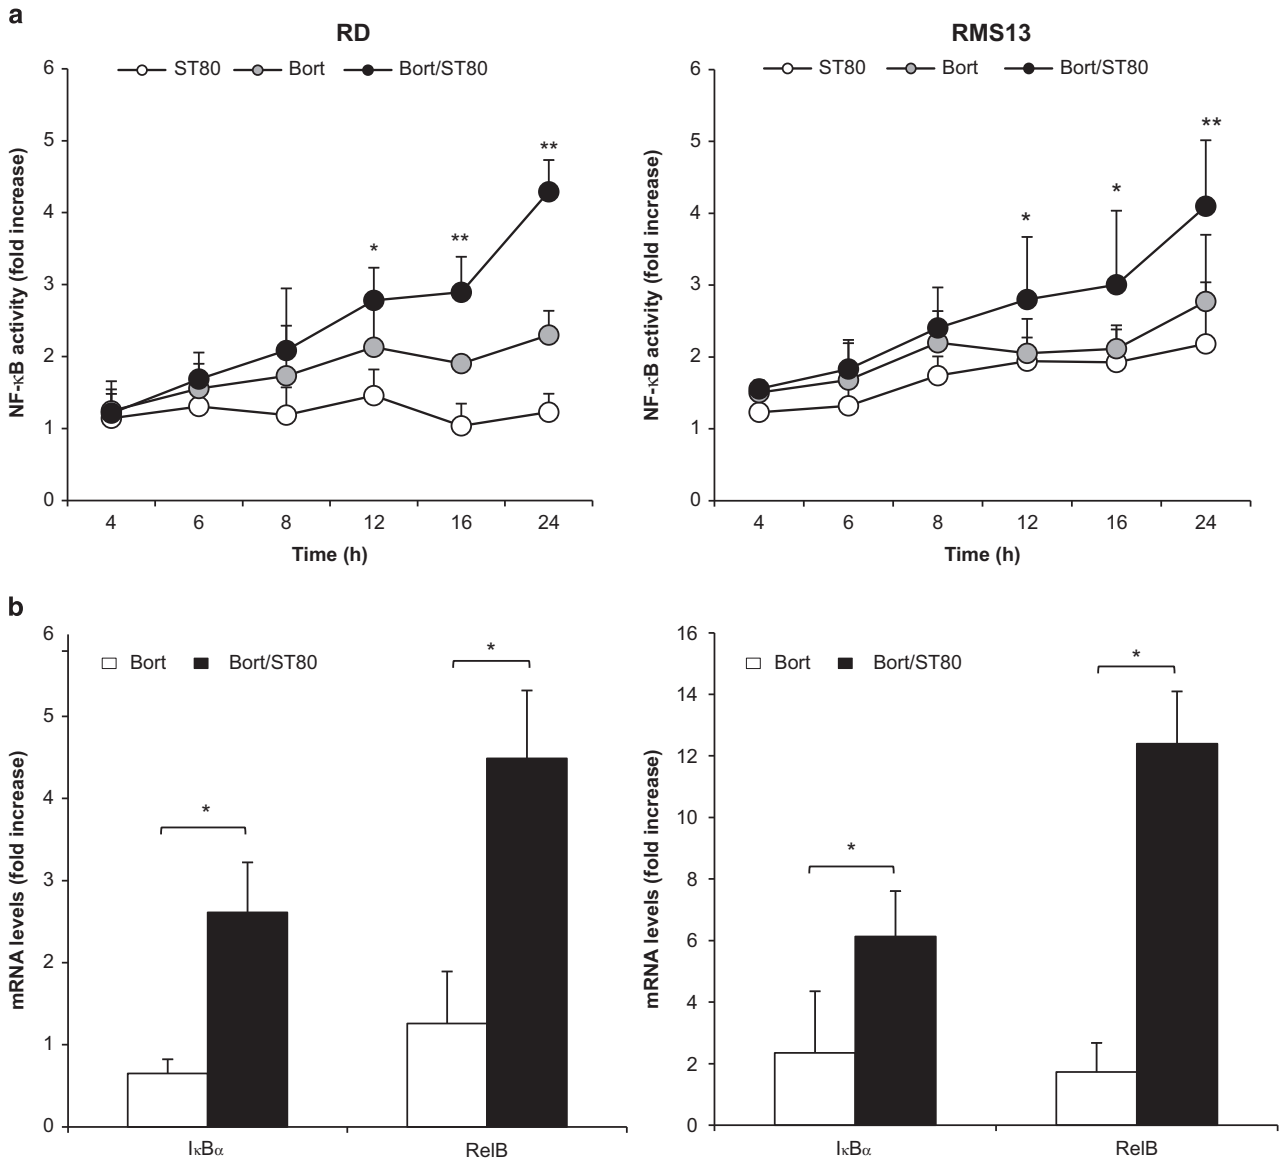 a
RD
RMS13
ST80 Bort Bort/ST80
ST80 Bort Bort/ST80
NF-κB activity (fold increase)
6
5
4
3
2
1
0
* ** **
4 6 8 12 16 24
Time (h)
NF-κB activity (fold increase)
6
5
4
3
2
1
0
* * **
4 6 8 12 16 24
Time (h)
b
Bort Bort/ST80
mRNA levels (fold increase)
6
5
4
3
2
1
0
* *
IκBα RelB
Bort Bort/ST80
mRNA levels (fold increase)
16
14
12
10
8
6
4
2
0
* *
IκBα RelB